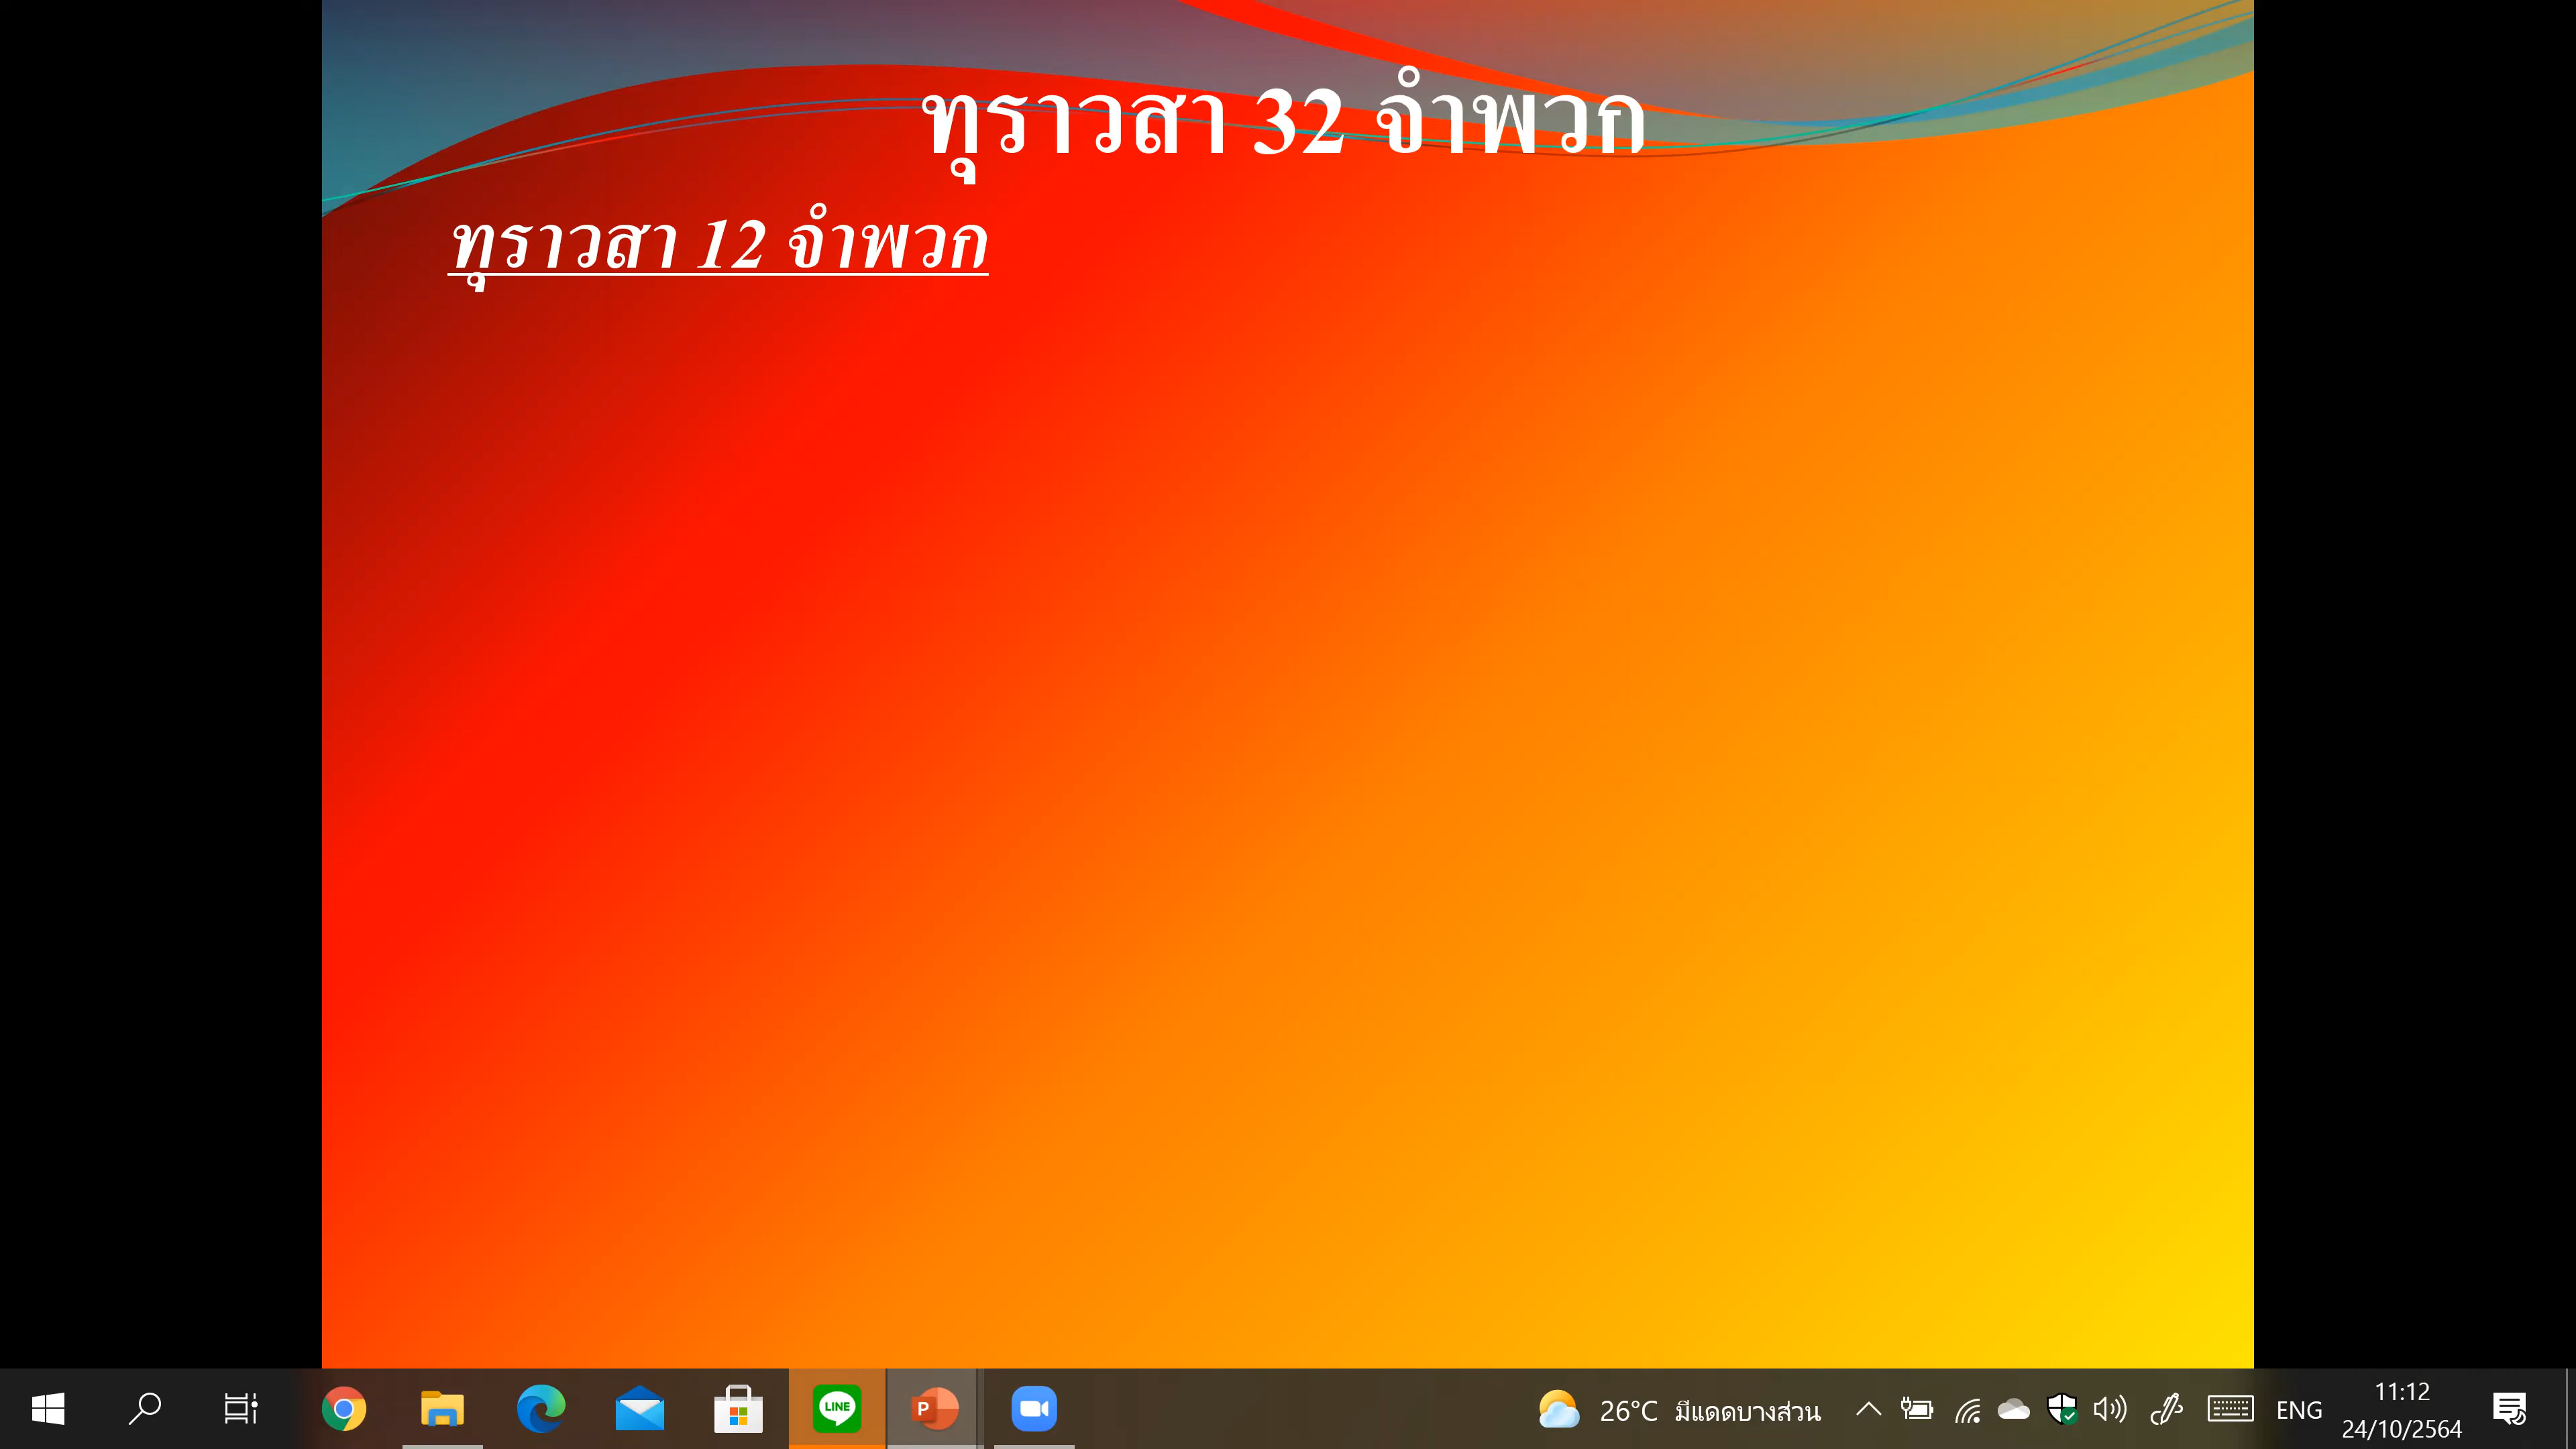 ทุราวสา 32 จำพวก
ทุราวสา 12 จำพวก
LINE
P
26°C มีแดดบางส่วน
ENG
11:12
24/10/2564